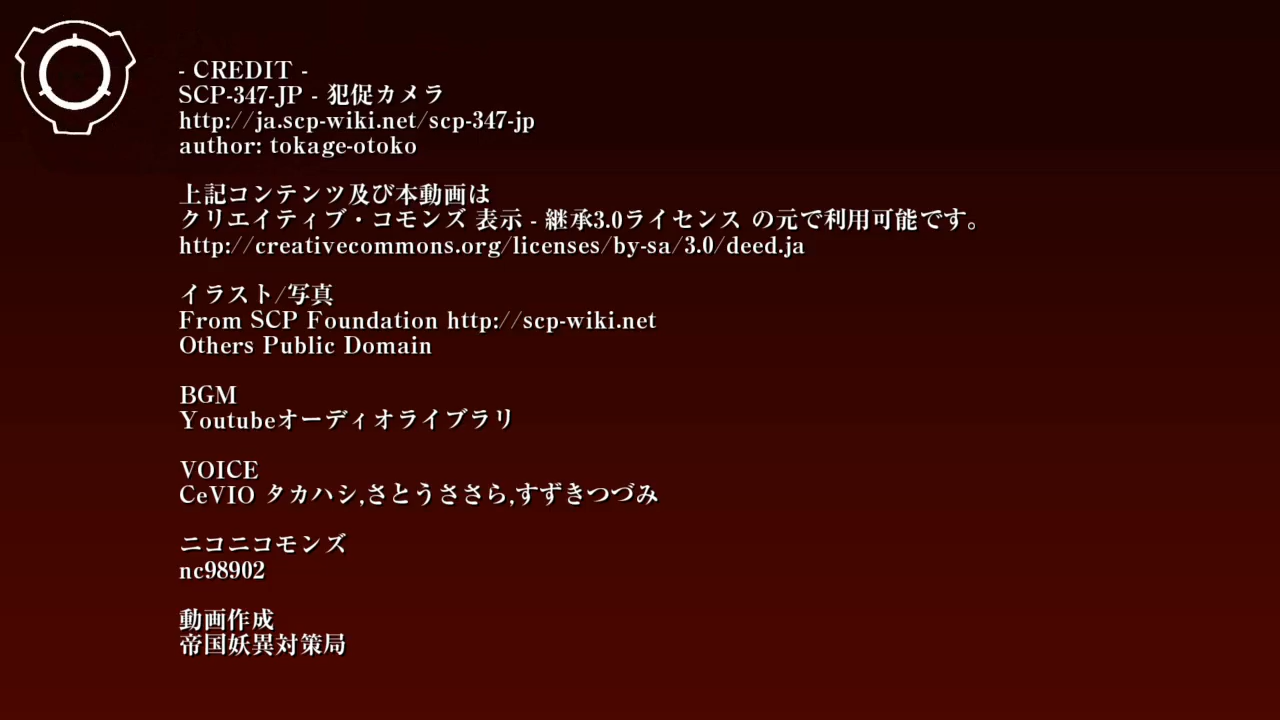 - CREDIT -
SCP-347-JP - 犯促カメラ
http://ja.scp-wiki.net/scp-347-jp
author: tokage-otoko
上記コンテンツ及び本動画は
クリエイティブ・コモンズ 表示 - 継承3.0ライセンス の元で利用可能です。
http://creativecommons.org/licenses/by-sa/3.0/deed.ja
イラスト/写真
From SCP Foundation http://scp-wiki.net
Others Public Domain
BGM
Youtubeオーディオライブラリ
VOICE
CeVIO タカハシ,さとうささら,すずきつづみ
ニコニコモンズ
nc98902
動画作成
帝国妖異対策局